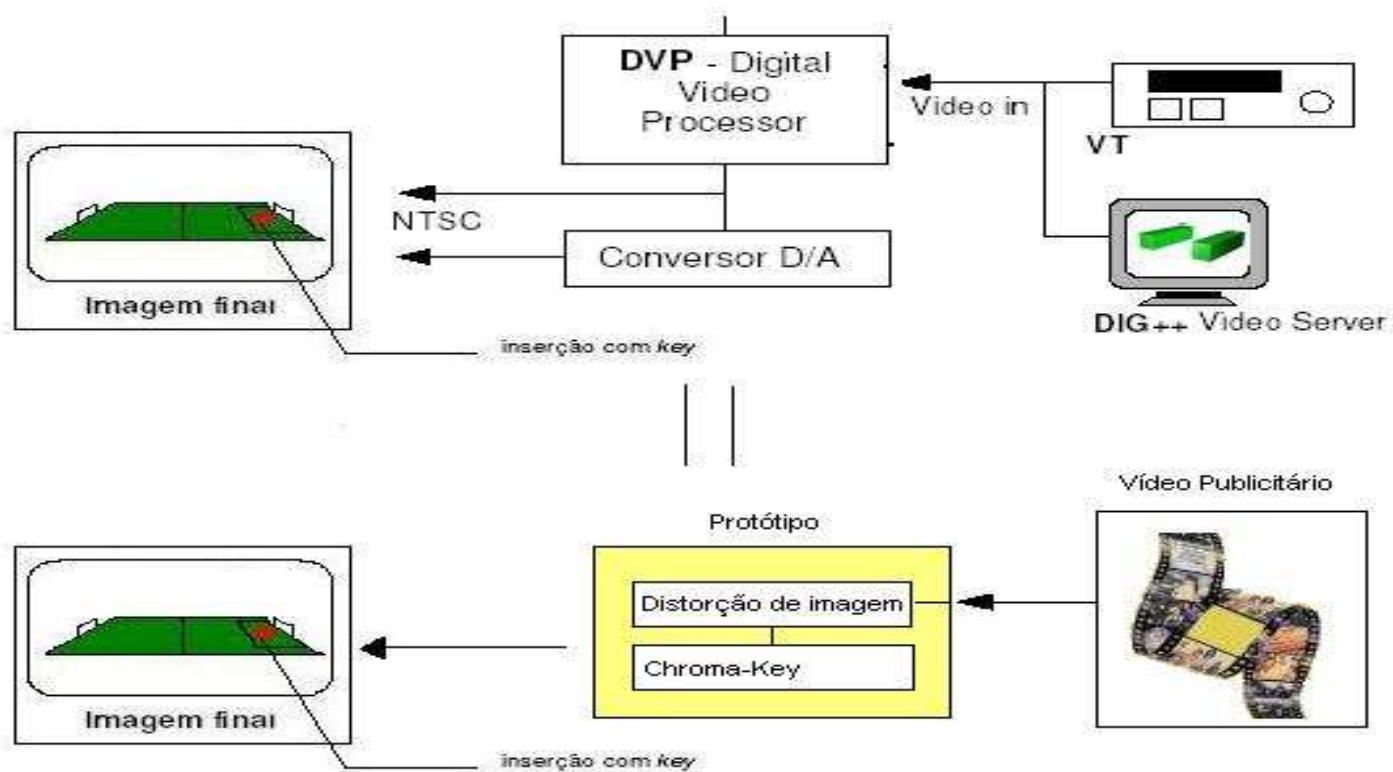 DVP - Digital
Video
Processor
Video in
VT
NTSC
Conversor D/A
Imagem final
DIG++ Video Server
inserção com key
Vídeo Publicitário
Protótipo
Distorção de imagem
Chroma-Key
Imagem final
inserção com key